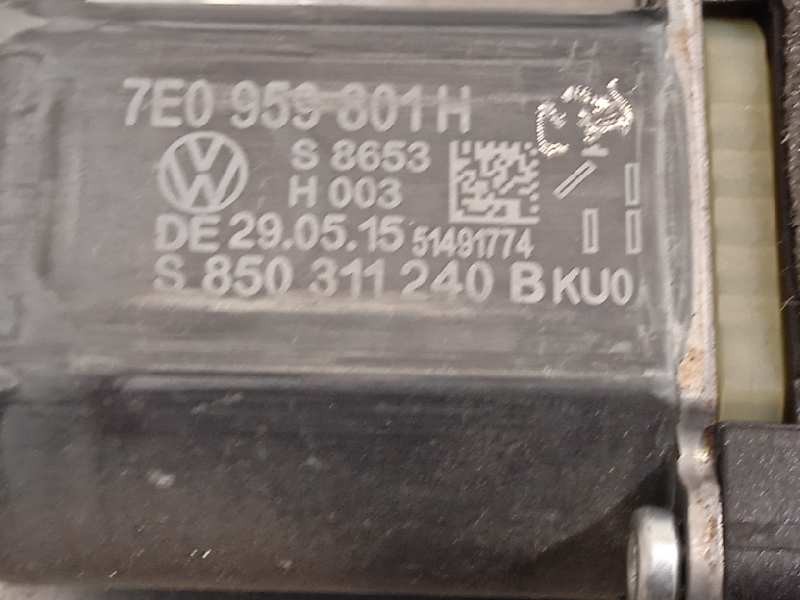 7E0 959 801 H
S 8653
H 003
DE 29.05.15 51491774
S 850 311 240 B KU0